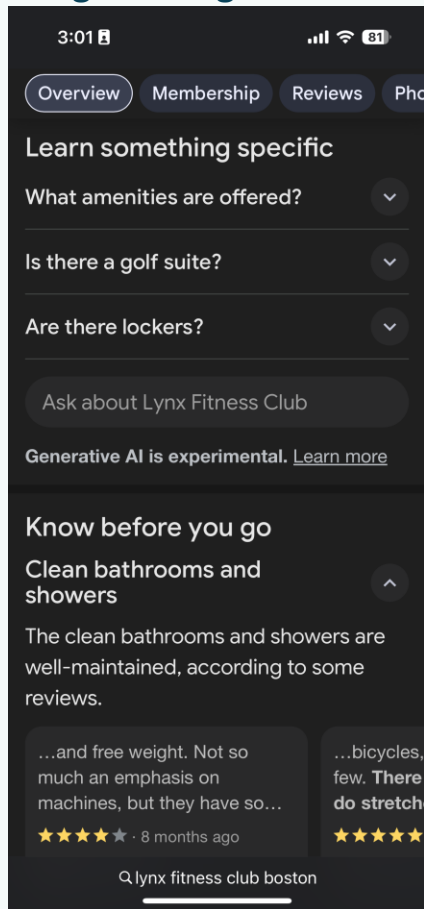 3:01
81
Overview
Membership
Reviews
Pho
Learn something specific
What amenities are offered?
Is there a golf suite?
Are there lockers?
Ask about Lynx Fitness Club
Generative AI is experimental. Learn more
Know before you go
Clean bathrooms and
showers
The clean bathrooms and showers are
well-maintained, according to some
reviews.
…and free weight. Not so
much an emphasis on
machines, but they have so…
8 months ago
…bicycles,
few. There
do stretch
lynx fitness club boston